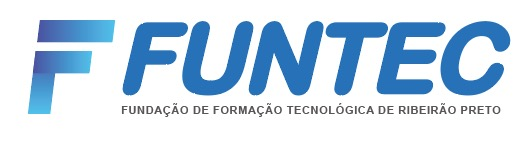 FUNTEC
FUNDAÇÃO DE FORMAÇÃO TECNOLÓGICA DE RIBEIRÃO PRETO